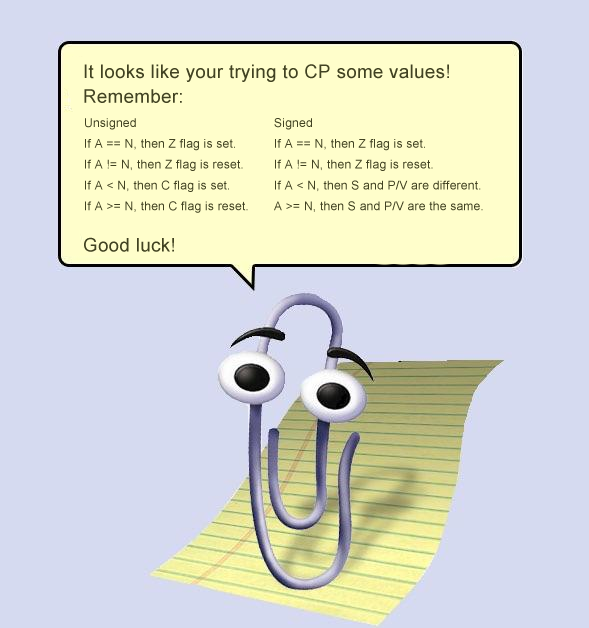 It looks like your trying to CP some values!
Remember:
Unsigned
If A == N, then Z flag is set.
If A != N, then Z flag is reset.
If A < N, then C flag is set.
If A >= N, then C flag is reset.
Signed
If A == N, then Z flag is set.
If A != N, then Z flag is reset.
If A < N, then S and P/V are different.
A >= N, then S and P/V are the same.
Good luck!